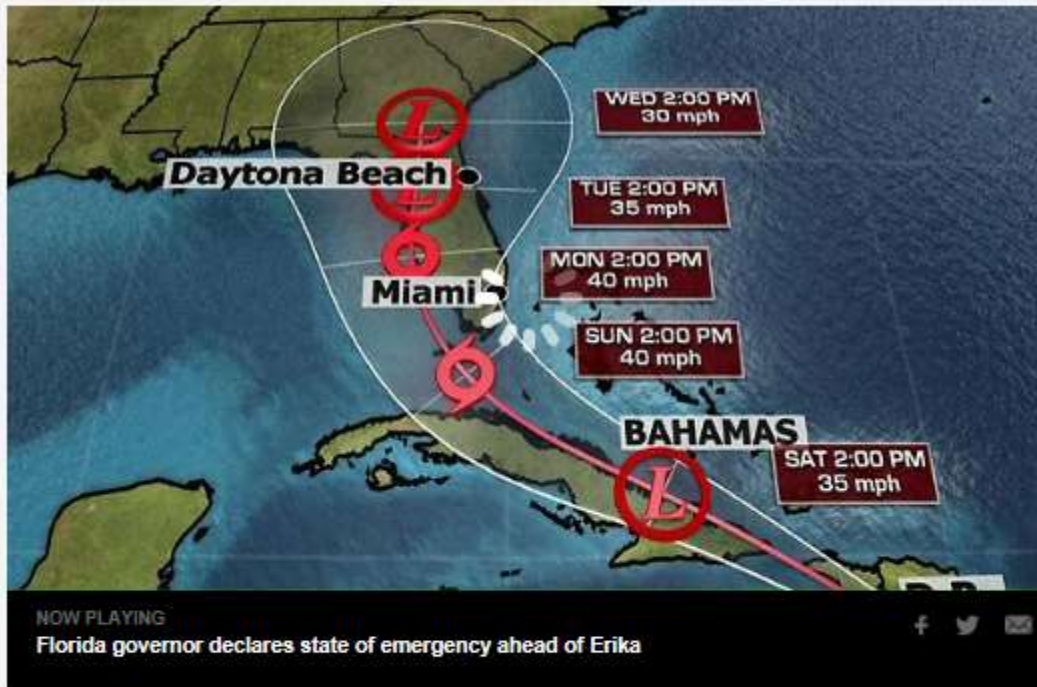 WED 2:00 PM
30 mph
Daytona Beach
L
L
TUE 2:00 PM
35 mph
MON 2:00 PM
40 mph
Miami
SUN 2:00 PM
40 mph
BAHAMAS
SAT 2:00 PM
35 mph
L
D.R.
NOW PLAYING
Florida governor declares state of emergency ahead of Erika